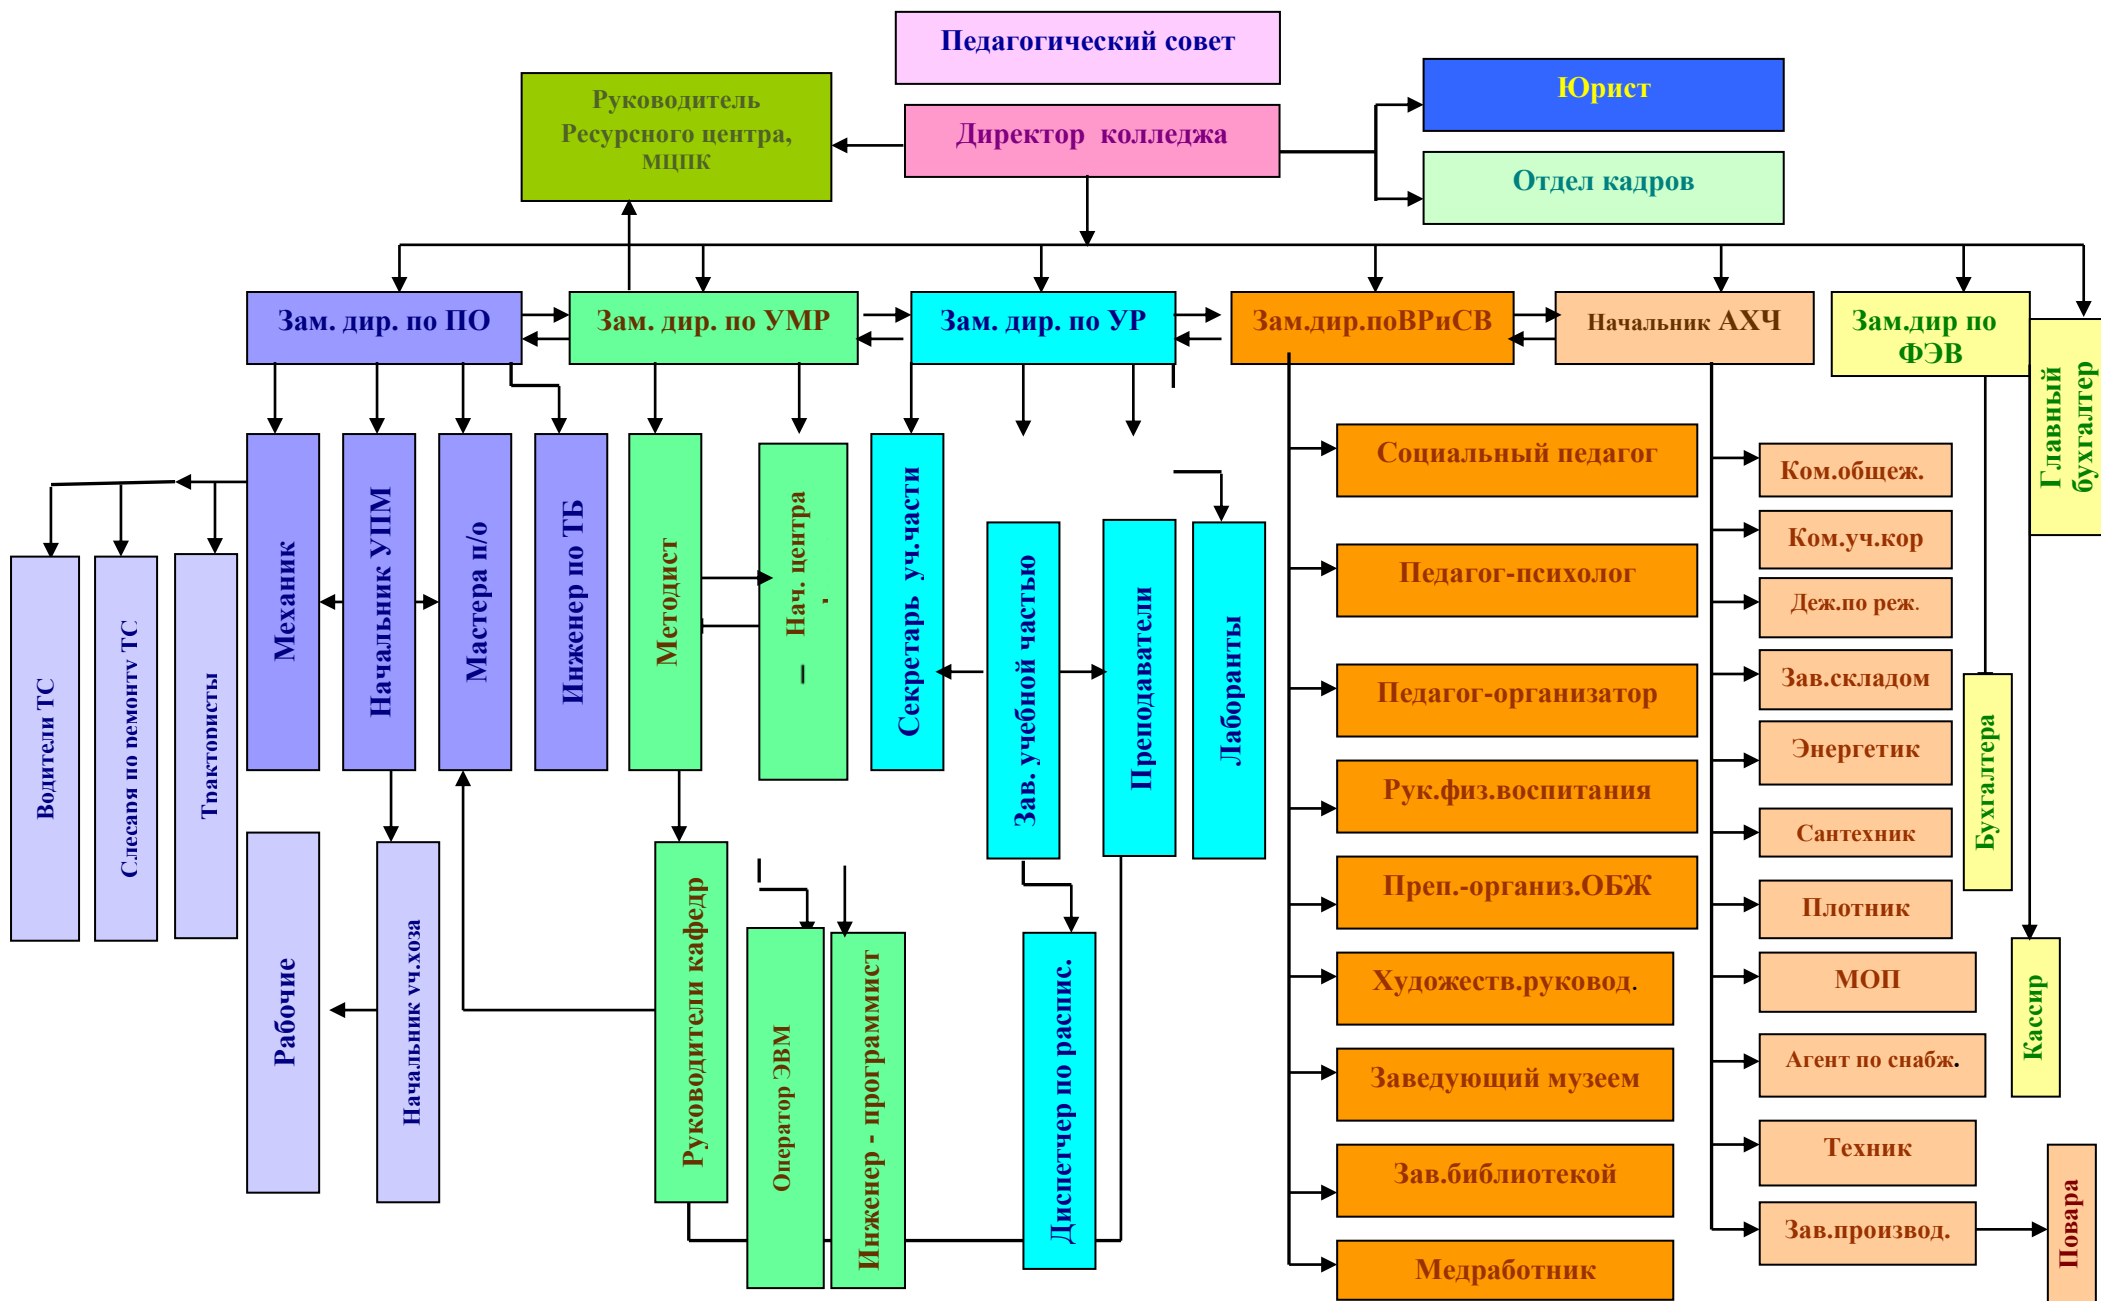 Педагогический совет
Руководитель
Ресурсного центра,
МЦПК
Директор колледжа
Юрист
Отдел кадров
Зам. дир. по ПО
Зам. дир. по УМР
Зам. дир. по УР
Зам.дир.поВРиСВ
Начальник АХЧ
Зам.дир по
ФЭВ
Главный
бухгалтер
Механик
Начальник УПМ
Мастера п/о
Инженер по ТБ
Методист
Нач. центра
Секретарь уч.части
Зав. учебной частью
Преподаватели
Лаборанты
Водители ТС
Слесаря по ремонту ТС
Трактористы
Рабочие
Начальник уч.хоза
Руководители кафедр
Оператор ЭВМ
Инженер - программист
Диспетчер по распис.
Социальный педагог
Педагог-психолог
Педагог-организатор
Рук.физ.воспитания
Преп.-организ.ОБЖ
Художеств.руковод.
Заведующий музеем
Зав.библиотекой
Медработник
Ком.общеж.
Ком.уч.кор
Деж.по реж.
Зав.складом
Энергетик
Сантехник
Плотник
МОП
Агент по снабж.
Техник
Зав.производ.
Бухгалтера
Кассир
Повара